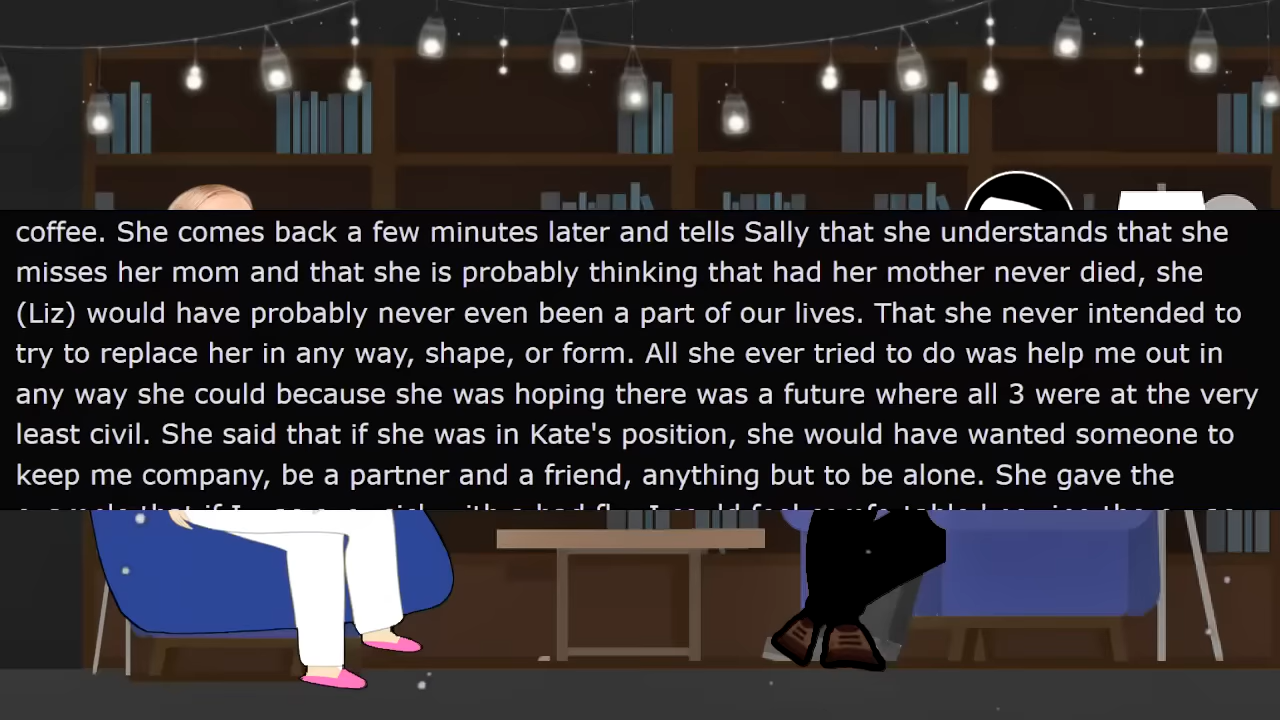 coffee. She comes back a few minutes later and tells Sally that she understands that she
misses her mom and that she is probably thinking that had her mother never died, she
(Liz) would have probably never even been a part of our lives. That she never intended to
try to replace her in any way, shape, or form. All she ever tried to do was help me out in
any way she could because she was hoping there was a future where all 3 were at the very
least civil. She said that if she was in Kate's position, she would have wanted someone to
keep me company, be a partner and a friend, anything but to be alone. She gave the